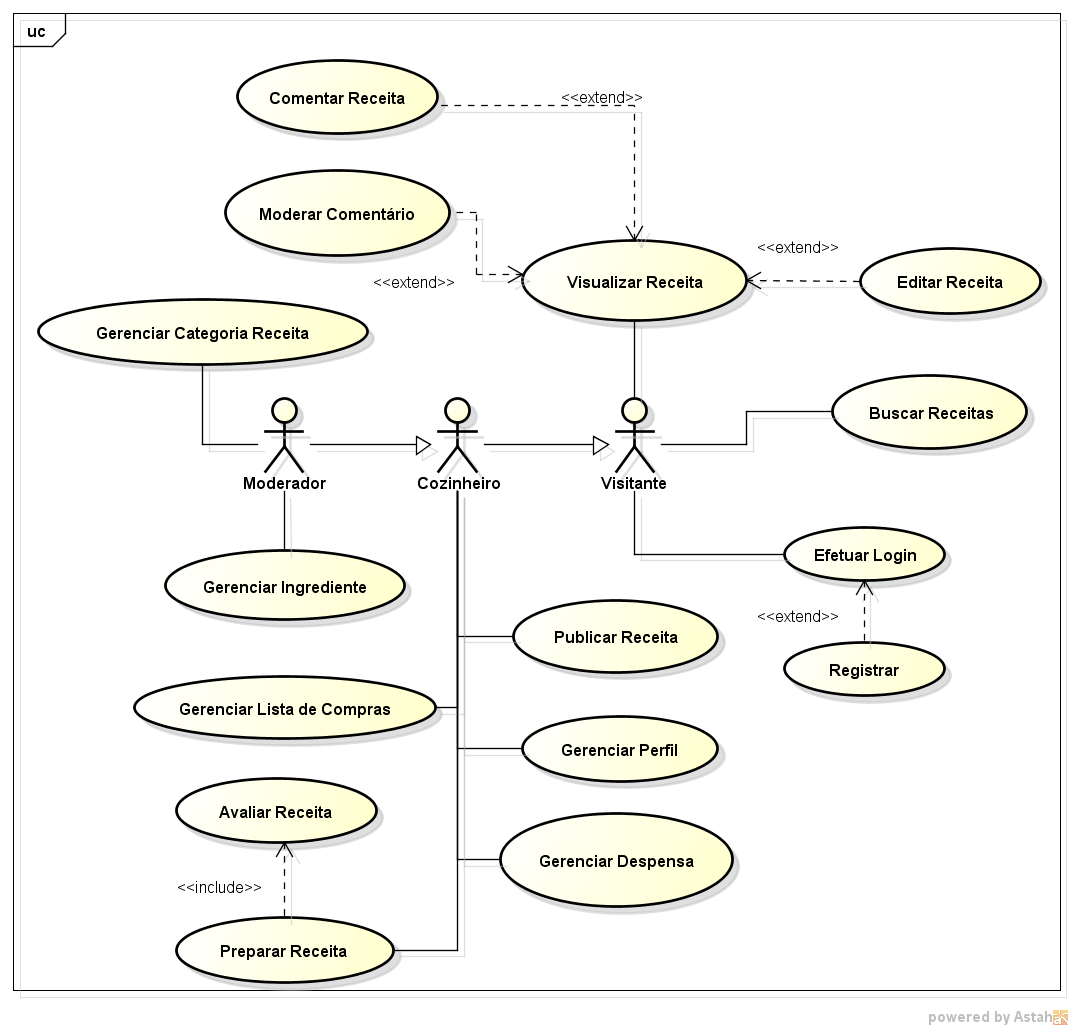 uc
Comentar Receita
<<extend>>
Moderar Comentário
<<extend>>
<<extend>>
Visualizar Receita
Editar Receita
Gerenciar Categoria Receita
Buscar Receitas
Moderador
Cozinheiro
Visitante
Efetuar Login
Gerenciar Ingrediente
<<extend>>
Publicar Receita
Registrar
Gerenciar Lista de Compras
Gerenciar Perfil
Avaliar Receita
Gerenciar Despensa
<<include>>
Preparar Receita
powered by Astah